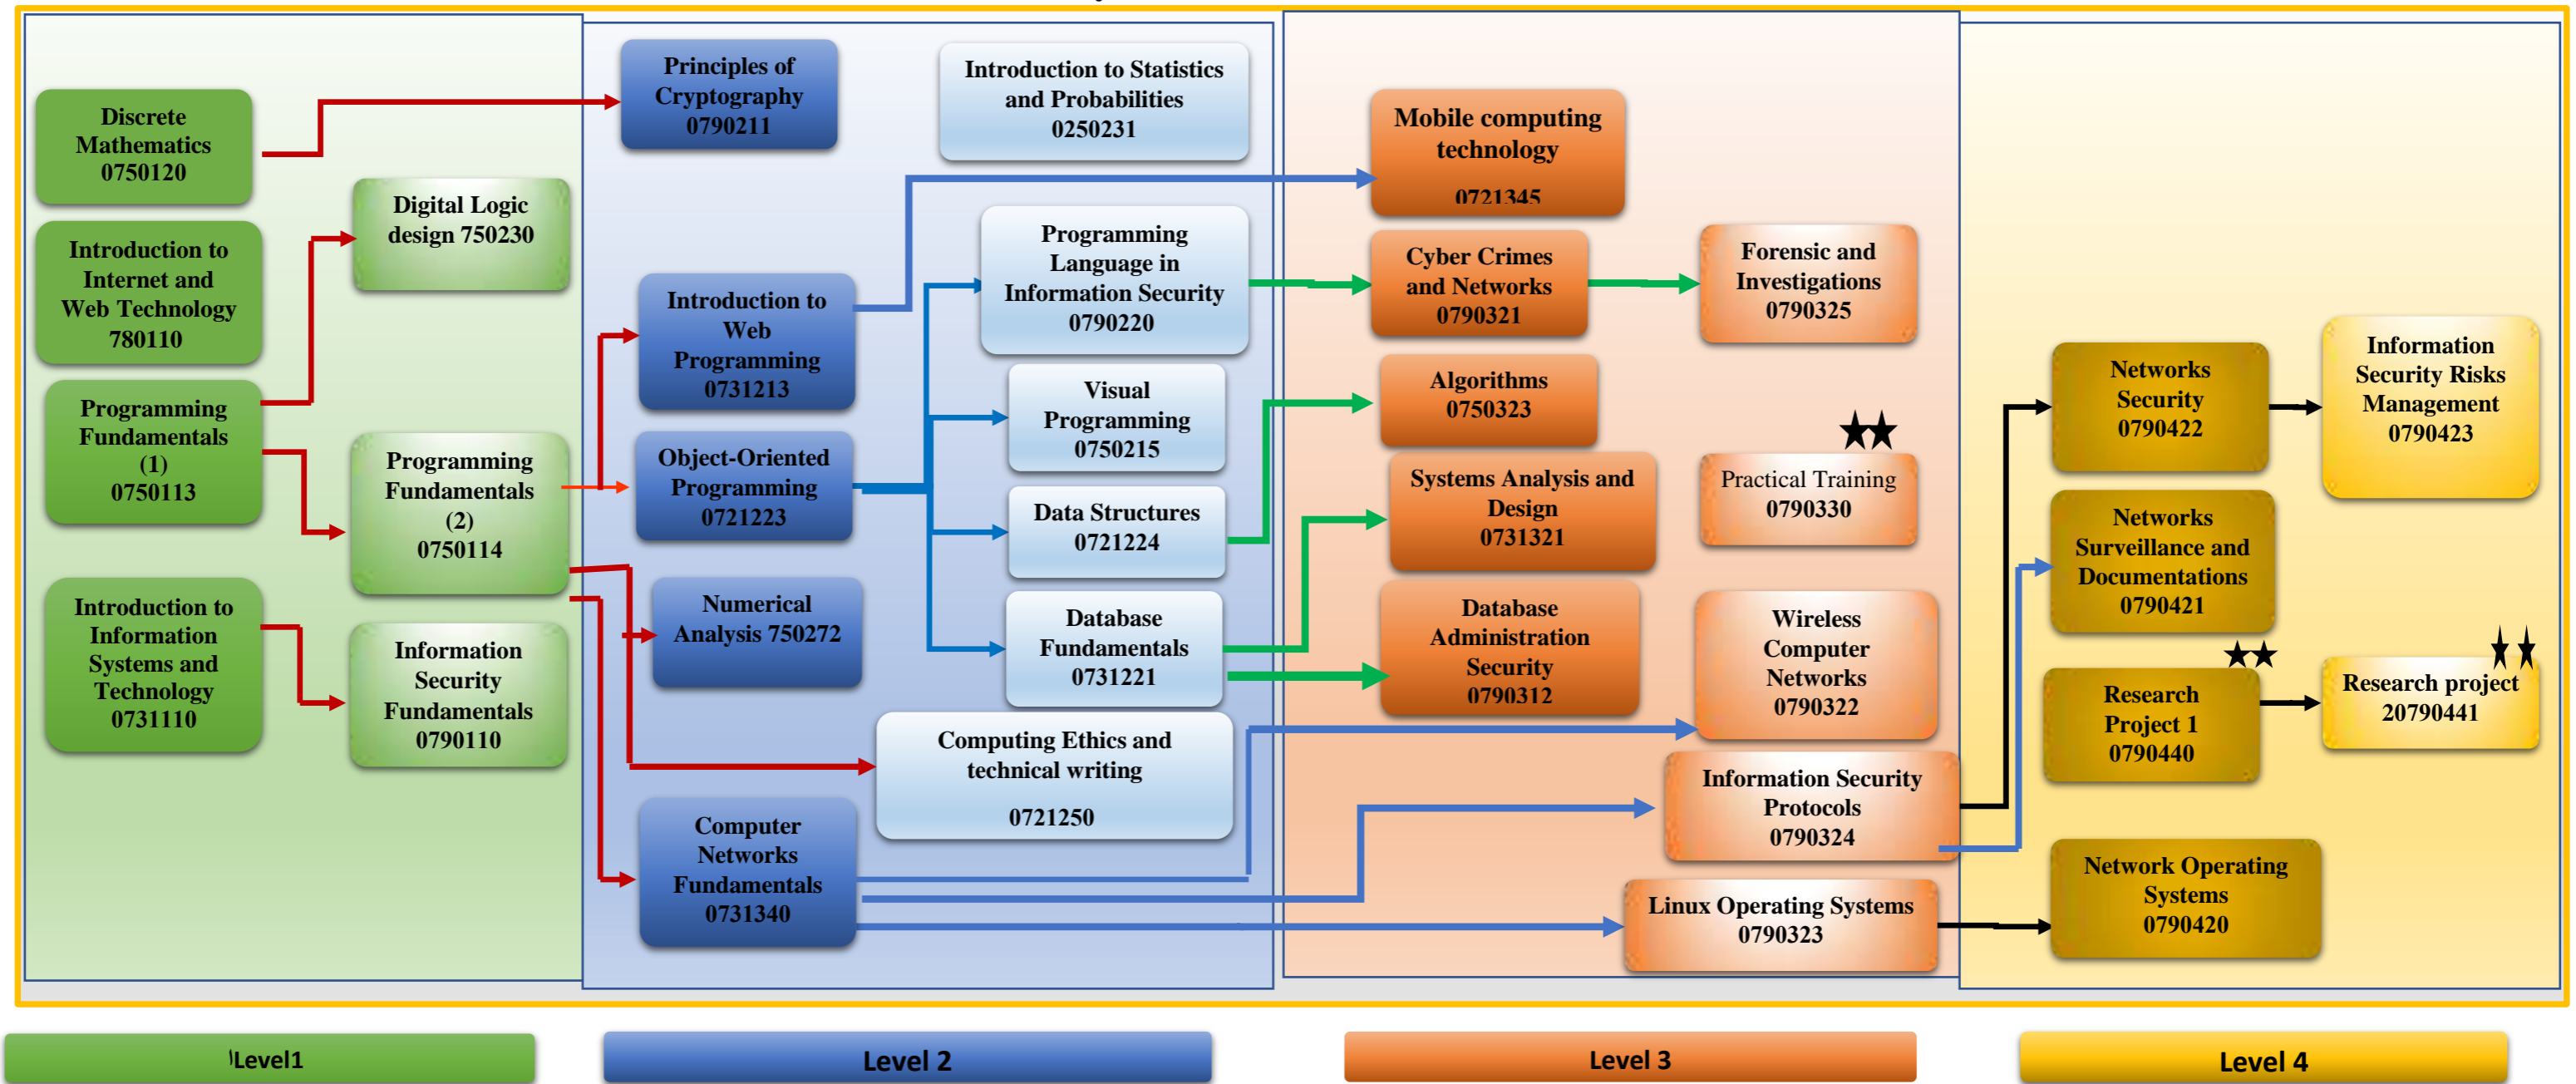 Discrete
Mathematics
0750120
Introduction to
Internet and
Web Technology
780110
Programming
Fundamentals
(1)
0750113
Introduction to
Information
Systems and
Technology
0731110
Digital Logic
design 750230
Programming
Fundamentals
(2)
0750114
Information
Security
Fundamentals
0790110
Principles of
Cryptography
0790211
Introduction to
Web
Programming
0731213
Object-Oriented
Programming
0721223
Numerical
Analysis 750272
Computer
Networks
Fundamentals
0731340
Introduction to Statistics
and Probabilities
0250231
Programming
Language in
Information Security
0790220
Visual
Programming
0750215
Data Structures
0721224
Database
Fundamentals
0731221
Computing Ethics and
technical writing
0721250
Mobile computing
technology
0721345
Cyber Crimes
and Networks
0790321
Algorithms
0750323
Systems Analysis and
Design
0731321
Database
Administration
Security
0790312
Forensic and
Investigations
0790325
Practical Training
0790330
Wireless
Computer
Networks
0790322
Information Security
Protocols
0790324
Linux Operating Systems
0790323
Networks
Security
0790422
Networks
Surveillance and
Documentations
0790421
Research
Project 1
0790440
Network Operating
Systems
0790420
Information
Security Risks
Management
0790423
Research project
20790441
١Level1
Level 2
Level 3
Level 4